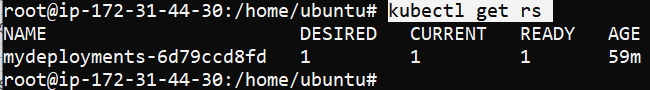 root@ip-172-31-44-30:/home/ubuntu# kubectl get rs
NAME DESIRED CURRENT READY AGE
mydeployments-6d79ccd8fd 1 1 1 59m
root@ip-172-31-44-30:/home/ubuntu#